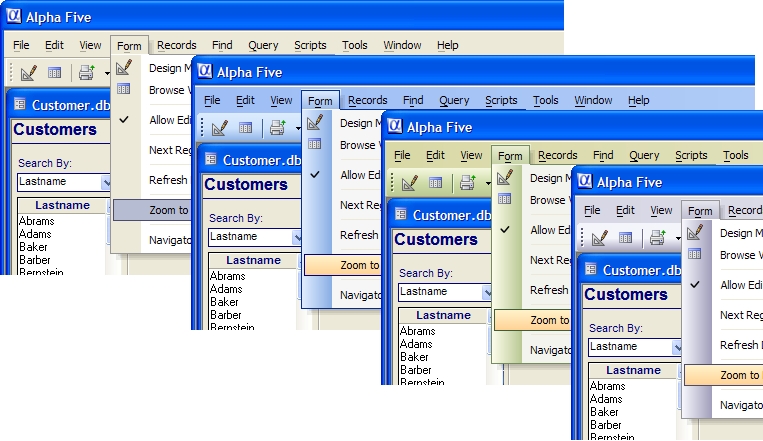 Alpha Five
File Edit View Form Records Find Query Scripts Tools Window Help
Design M
Browse W
Customer.db
Customers
Allow Edi
Search By:
Next Reg
Lastname
Refresh
Lastname
Zoom to
Abrams
Adams
Baker
Navigato
Barber
Bernstein
Alpha Five
File Edit View Form Records Find Query Scripts Tools Window Help
Design M
Browse W
Customer.db
Customers
Allow Edi
Search By:
Next Reg
Lastname
Refresh
Lastname
Zoom to
Abrams
Adams
Baker
Navigato
Barber
Bernstein
Alpha Five
File Edit View Form Records Find Query Scripts Tools
Design M
Browse W
Customer.db
Customers
Allow Edi
Search By:
Next Reg
Lastname
Refresh
Lastname
Zoom to
Abrams
Adams
Baker
Navigato
Barber
Bernstein
Alpha Five
File Edit View Form Record
Design M
Browse W
Customer.db
Customers
Allow Edi
Search By:
Next Reg
Lastname
Refresh
Lastname
Zoom to
Abrams
Adams
Baker
Navigato
Barber